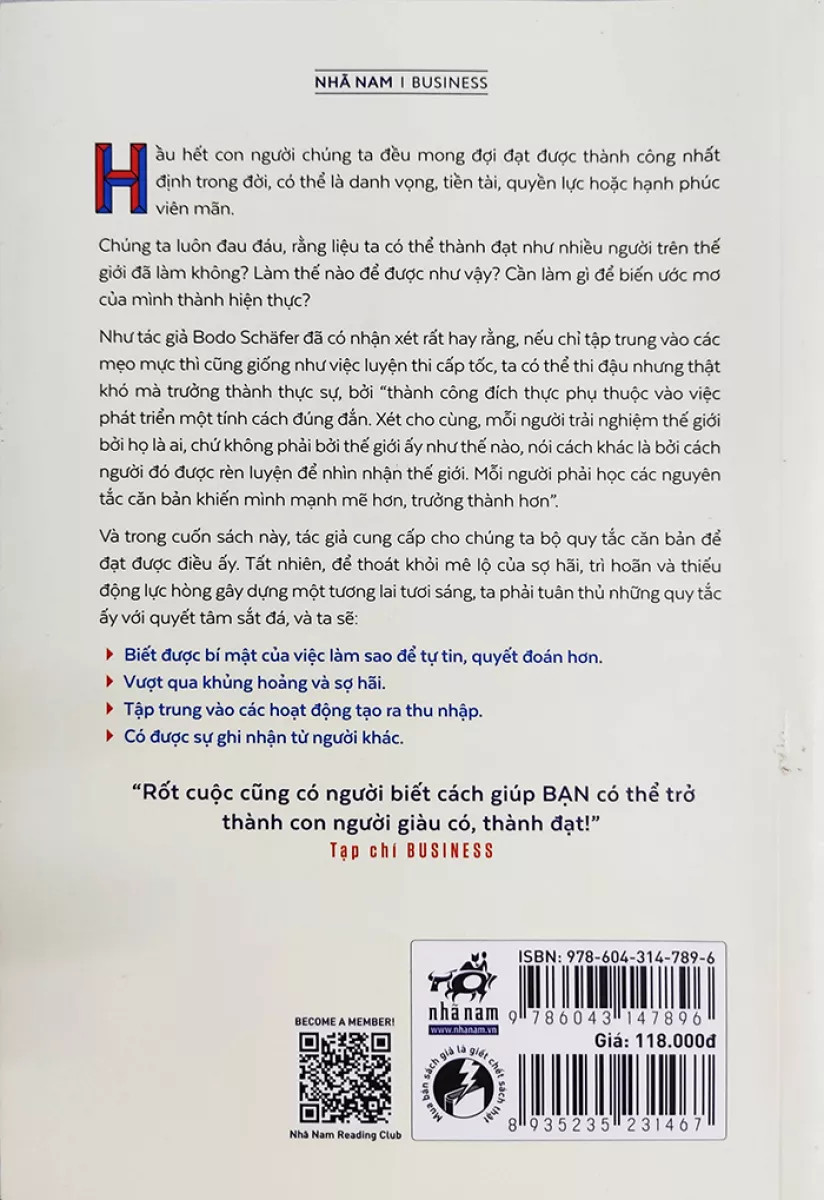 NHÃ NAM | BUSINESS
Hầu hết con người chúng ta đều mong đợi đạt được thành công nhất
định trong đời, có thể là danh vọng, tiền tài, quyền lực hoặc hạnh phúc
viên mãn.
Chúng ta luôn đau đáu, rằng liệu ta có thể thành đạt như nhiều người trên thế
giới đã làm không? Làm thế nào để được như vậy? Cần làm gì để biến ước mơ
của mình thành hiện thực?
Như tác giả Bodo Schäfer đã có nhận xét rất hay rằng, nếu chỉ tập trung vào các
mẹo mực thì cũng giống như việc luyện thi cấp tốc, ta có thể thi đậu nhưng thật
khó mà trưởng thành thực sự, bởi “thành công đích thực phụ thuộc vào việc
phát triển một tính cách đúng đắn. Xét cho cùng, mỗi người trải nghiệm thế giới
bởi họ là ai, chứ không phải bởi thế giới ấy như thế nào, nói cách khác là bởi cách
người đó được rèn luyện để nhìn nhận thế giới. Mỗi người phải học các nguyên
tắc căn bản khiến mình mạnh mẽ hơn, trưởng thành hơn”.
Và trong cuốn sách này, tác giả cung cấp cho chúng ta bộ quy tắc căn bản để
đạt được điều ấy. Tất nhiên, để thoát khỏi mê lộ của sợ hãi, trì hoãn và thiếu
động lực hòng gây dựng một tương lai tươi sáng, ta phải tuân thủ những quy tắc
ấy với quyết tâm sắt đá, và ta sẽ:
Biết được bí mật của việc làm sao để tự tin, quyết đoán hơn.
Vượt qua khủng hoảng và sợ hãi.
Tập trung vào các hoạt động tạo ra thu nhập.
Có được sự ghi nhận từ người khác.
“Rốt cuộc cũng có người biết cách giúp BẠN có thể trở
thành con người giàu có, thành đạt!”
Tạp chí BUSINESS
BECOME A MEMBER!
Nhã Nam Reading Club
nhã nam
www.nhanam.vn
Mua bán sách giả là giết chết sách thật
ISBN: 978-604-314-789-6
9 786043 147896
Giá: 118.000đ
8 935235 231467